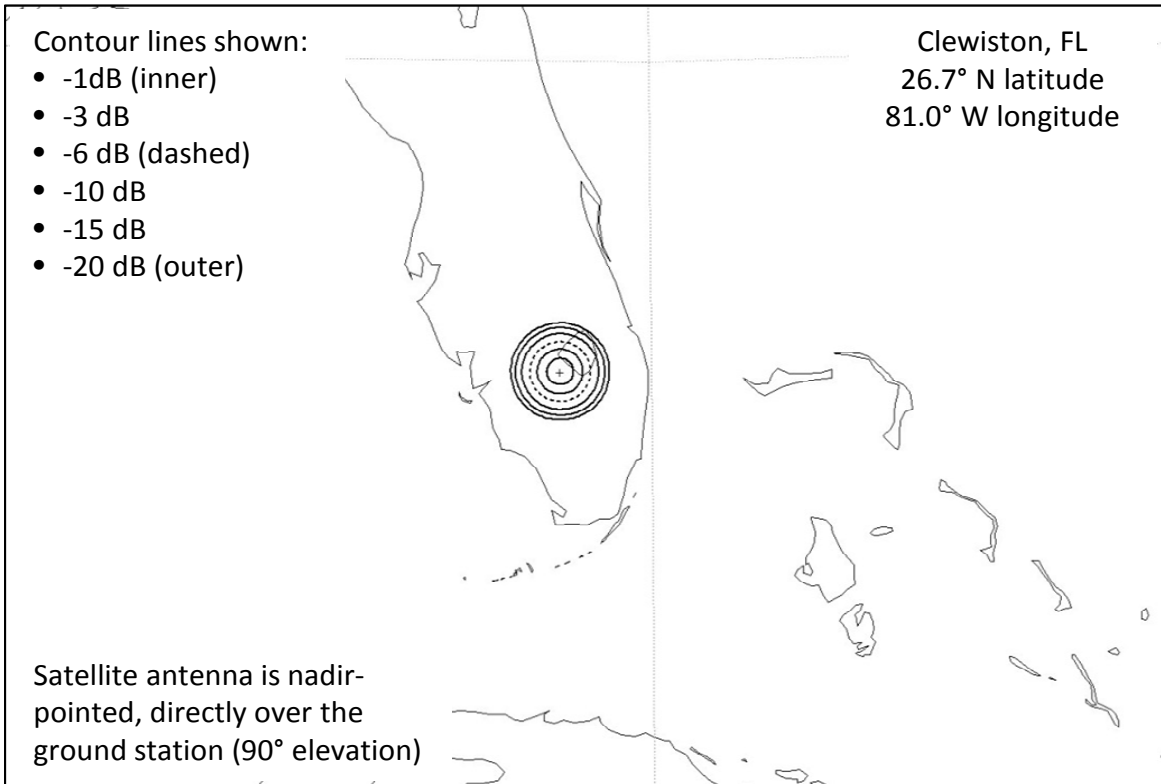 Contour lines shown:
• -1dB (inner)
• -3 dB
• -6 dB (dashed)
• -10 dB
• -15 dB
• -20 dB (outer)
Clewiston, FL
26.7° N latitude
81.0° W longitude
Satellite antenna is nadir-
pointed, directly over the
ground station (90° elevation)